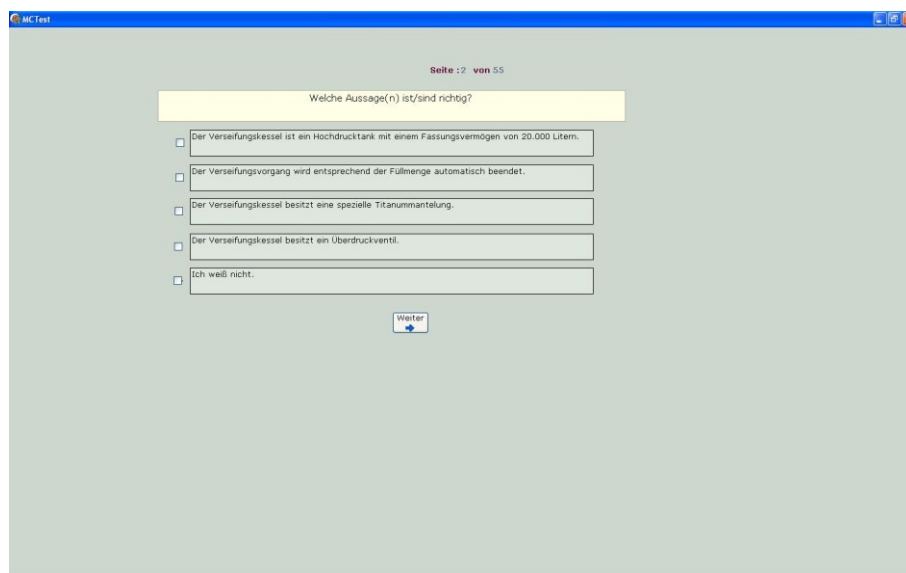 MCTest
Seite :2 von 55
Welche Aussage(n) ist/sind richtig?
Der Verseifungskessel ist ein Hochdrucktank mit einem Fassungsvermögen von 20.000 Litern.
Der Verseifungsvorgang wird entsprechend der Füllmenge automatisch beendet.
Der Verseifungskessel besitzt eine spezielle Titanummantelung.
Der Verseifungskessel besitzt ein Überdruckventil.
Ich weiß nicht.
Weiter